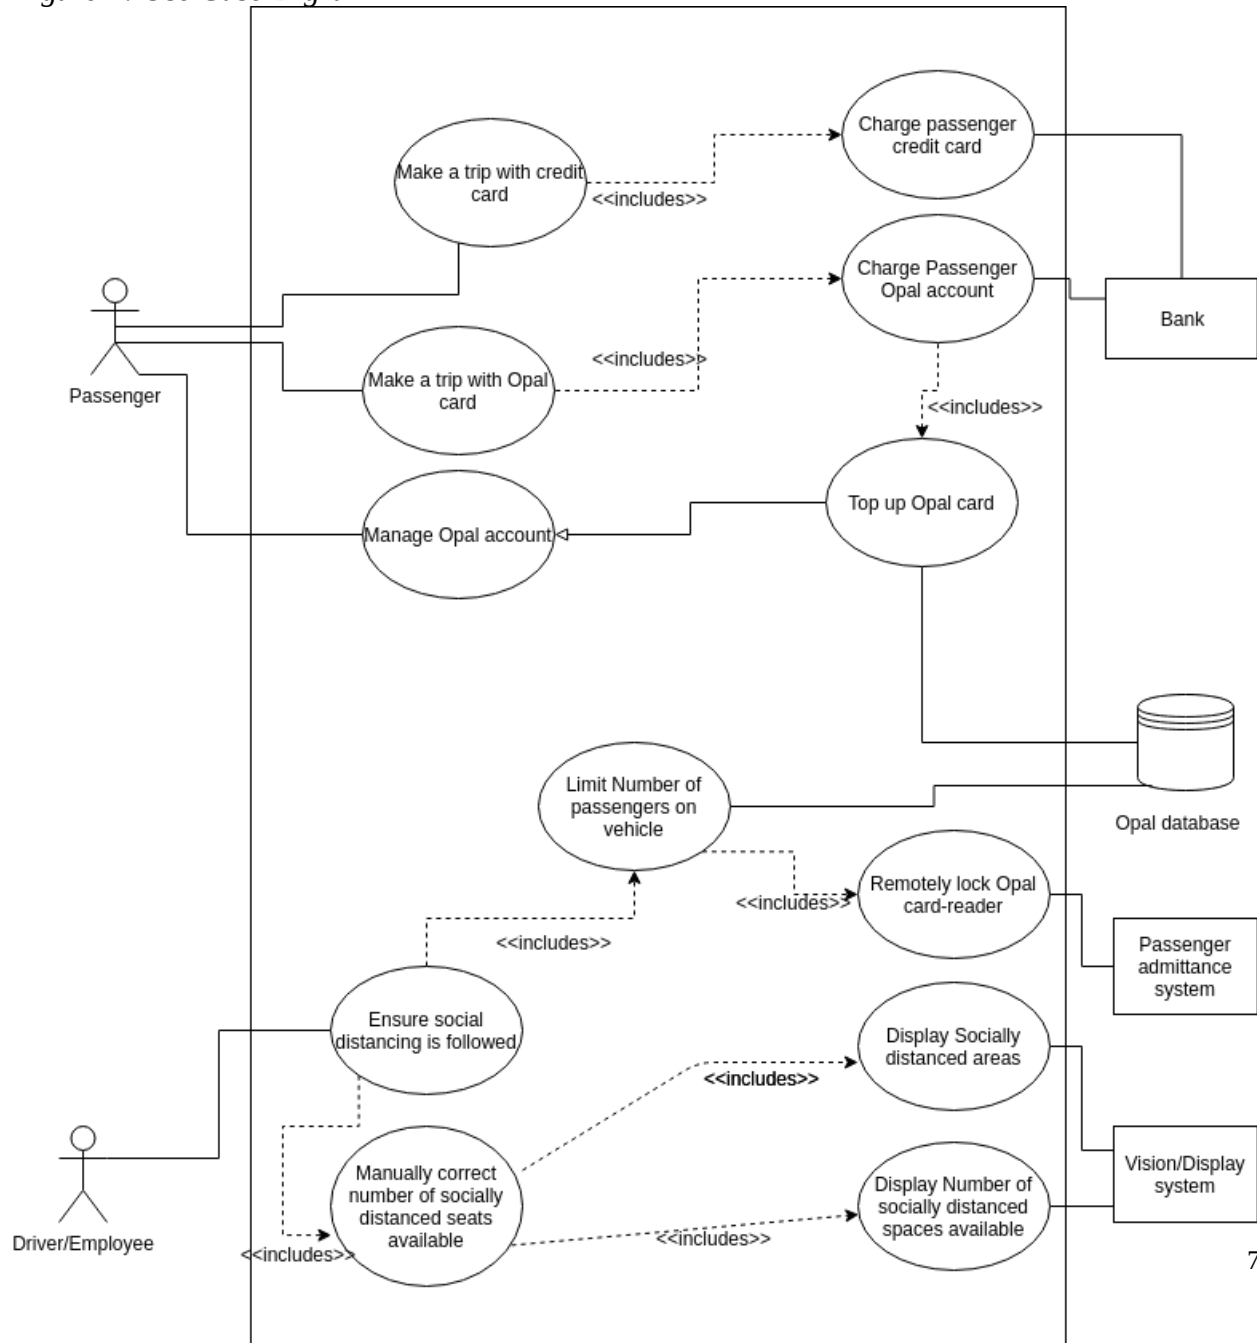 Charge passenger
credit card
Make a trip with credit
card
<<includes>>
Charge Passenger
Opal account
Bank
<<includes>>
Make a trip with Opal
card
Passenger
<<includes>>
Top up Opal card
Manage Opal account
Limit Number of
passengers on
vehicle
Opal database
Remotely lock Opal
card-reader
<<includes>>
<<includes>>
Passenger
admittance
system
Ensure social
distancing is followed
Display Socially
distanced areas
<<includes>>
Manually correct
number of socially
distanced seats
available
Vision/Display
system
Display Number of
socially distanced
spaces available
<<includes>>
Driver/Employee
<<includes>>
7